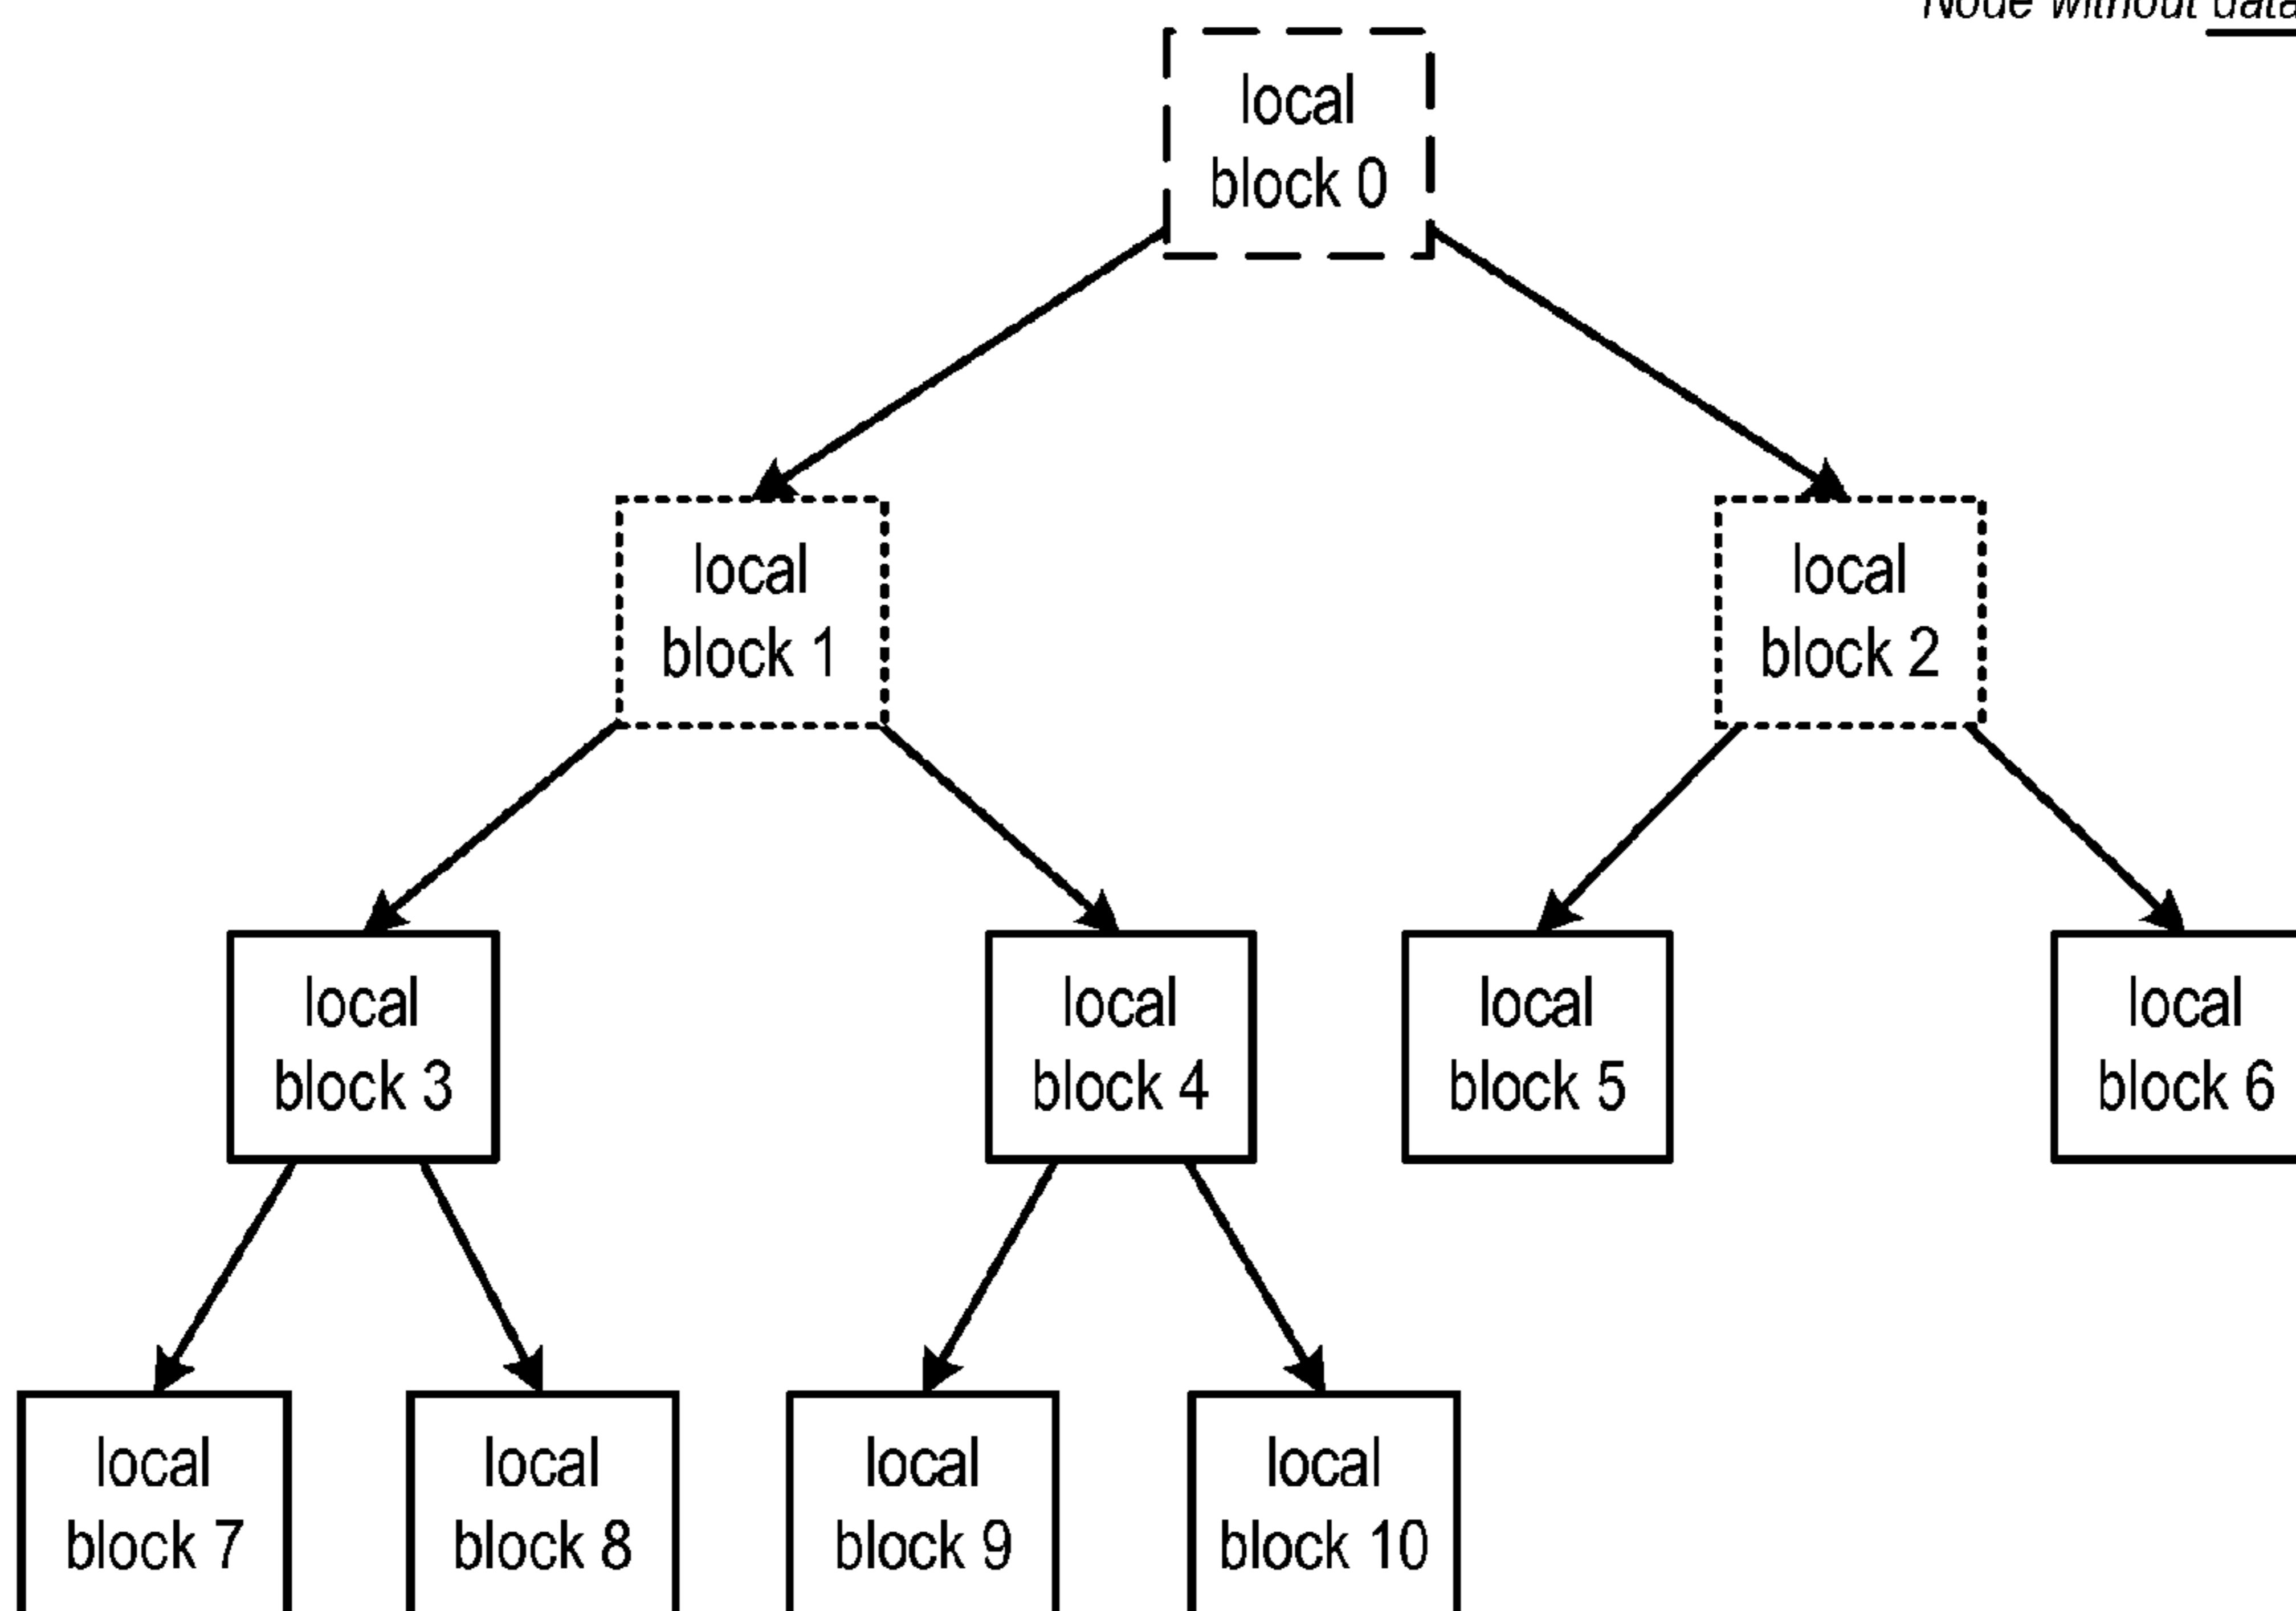 Node without data
local
block 0
local
block 1
local
block 2
local
block 3
local
block 4
local
block 5
local
block 6
local
block 7
local
block 8
local
block 9
local
block 10